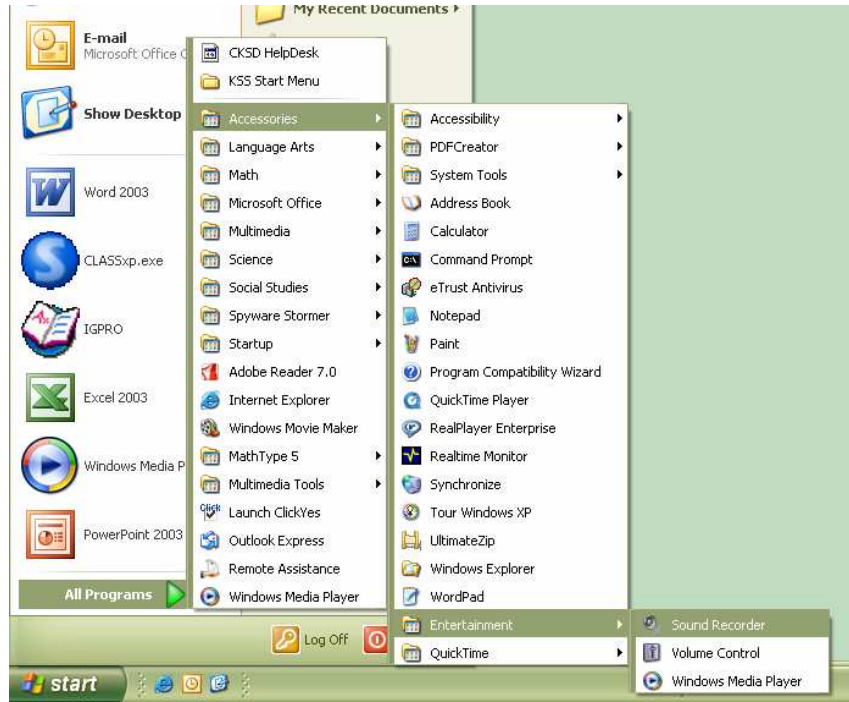 My Recent Documents
E-mail
Microsoft Office
Show Desktop
Word 2003
CLASSxp.exe
IGPRO
Excel 2003
Windows Media P
PowerPoint 2003
All Programs
Log Off
start
CKSD HelpDesk
KSS Start Menu
Accessories
Language Arts
Math
Microsoft Office
Multimedia
Science
Social Studies
Spyware Stormer
Startup
Adobe Reader 7.0
Internet Explorer
Windows Movie Maker
MathType 5
Multimedia Tools
Launch ClickYes
Outlook Express
Remote Assistance
Windows Media Player
Accessibility
PDFCreator
System Tools
Address Book
Calculator
Command Prompt
eTrust Antivirus
Notepad
Paint
Program Compatibility Wizard
QuickTime Player
RealPlayer Enterprise
Realtime Monitor
Synchronize
Tour Windows XP
UltimateZip
Windows Explorer
WordPad
Entertainment
QuickTime
Sound Recorder
Volume Control
Windows Media Player